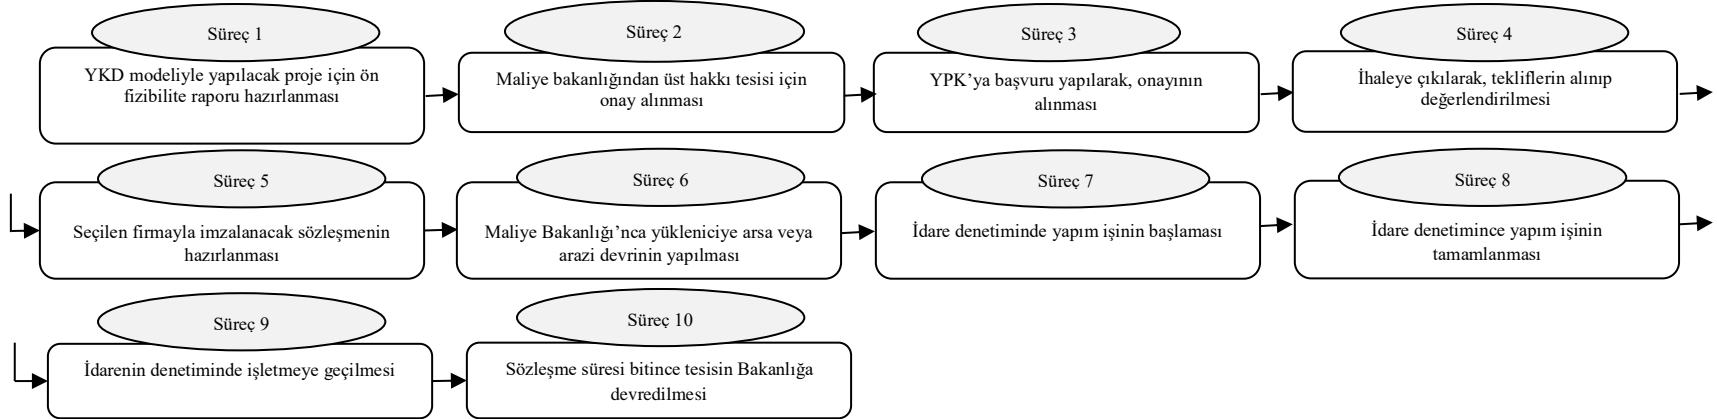 Süreç 1
YKD modeliyle yapılacak proje için ön
fizibilite raporu hazırlanması
Süreç 2
Maliye bakanlığından üst hakkı tesisi için
onay alınması
Süreç 3
YPK’ya başvuru yapılarak, onayının
alınması
Süreç 4
İhaleye çıkılarak, tekliflerin alınıp
değerlendirilmesi
Süreç 5
Seçilen firmayla imzalanacak sözleşmenin
hazırlanması
Süreç 6
Maliye Bakanlığı’nca yükleniciye arsa veya
arazi devrinin yapılması
Süreç 7
İdare denetiminde yapım işinin başlaması
Süreç 8
İdare denetimince yapım işinin
tamamlanması
Süreç 9
İdarenin denetiminde işletmeye geçilmesi
Süreç 10
Sözleşme süresi bitince tesisin Bakanlığa
devredilmesi